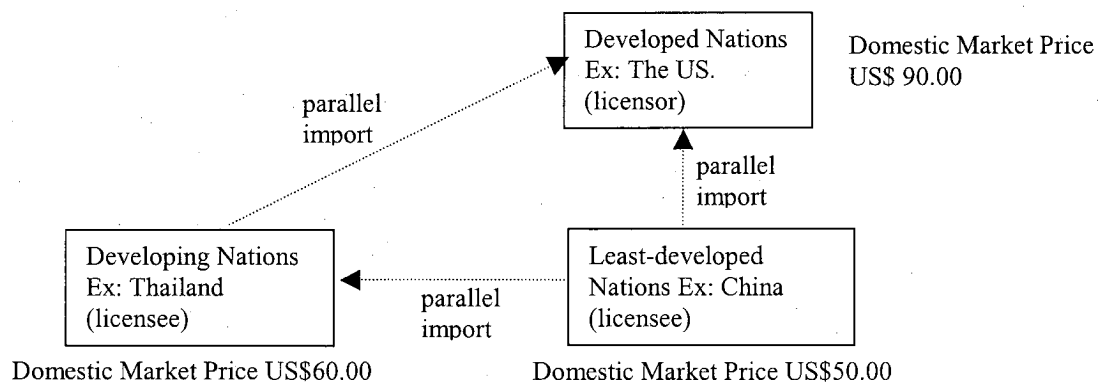 Developed Nations
Ex: The US.
(licensor)
Domestic Market Price
US$ 90.00
parallel
import
parallel
import
Developing Nations
Ex: Thailand
(licensee)
parallel
import
Least-developed
Nations Ex: China
(licensee)
Domestic Market Price US$60.00
Domestic Market Price US$50.00